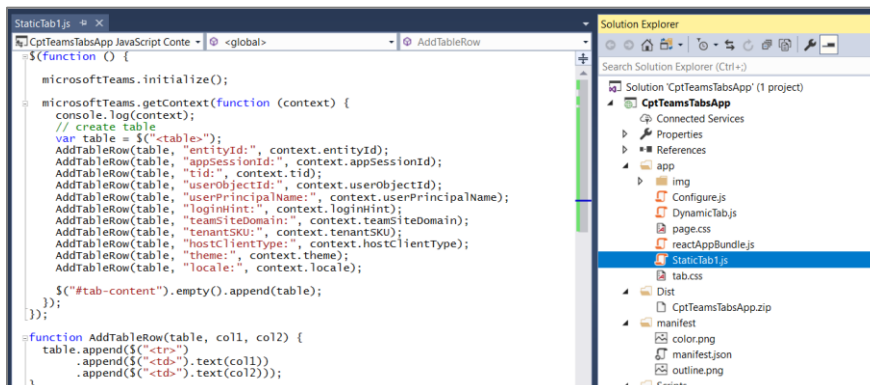 StaticTab1.js
CptTeamsTabsApp JavaScript Conte
<global>
AddTableRow
$(function () {
microsoftTeams.initialize();
microsoftTeams.getContext(function (context) {
console.log(context);
// create table
var table = $("<table>");
AddTableRow(table, "entityId:", context.entityId);
AddTableRow(table, "appSessionId:", context.appSessionId);
AddTableRow(table, "tid:", context.tid);
AddTableRow(table, "userObjectId:", context.userObjectId);
AddTableRow(table, "userPrincipalName:", context.userPrincipalName);
AddTableRow(table, "loginHint:", context.loginHint);
AddTableRow(table, "teamSiteDomain:", context.teamSiteDomain);
AddTableRow(table, "tenantSKU:", context.tenantSKU);
AddTableRow(table, "hostClientType:", context.hostClientType);
AddTableRow(table, "theme:", context.theme);
AddTableRow(table, "locale:", context.locale);
$("#tab-content").empty().append(table);
});
});
function AddTableRow(table, col1, col2) {
table.append($("<tr>")
.append($("<td>").text(col1))
.append($("<td>").text(col2)));
}
Solution Explorer
Search Solution Explorer (Ctrl+;)
Solution 'CptTeamsTabsApp' (1 project)
CptTeamsTabsApp
Connected Services
Properties
References
app
img
Configure.js
DynamicTab.js
page.css
reactAppBundle.js
StaticTab1.js
tab.css
Dist
CptTeamsTabsApp.zip
manifest
color.png
manifest.json
outline.png
Scripts